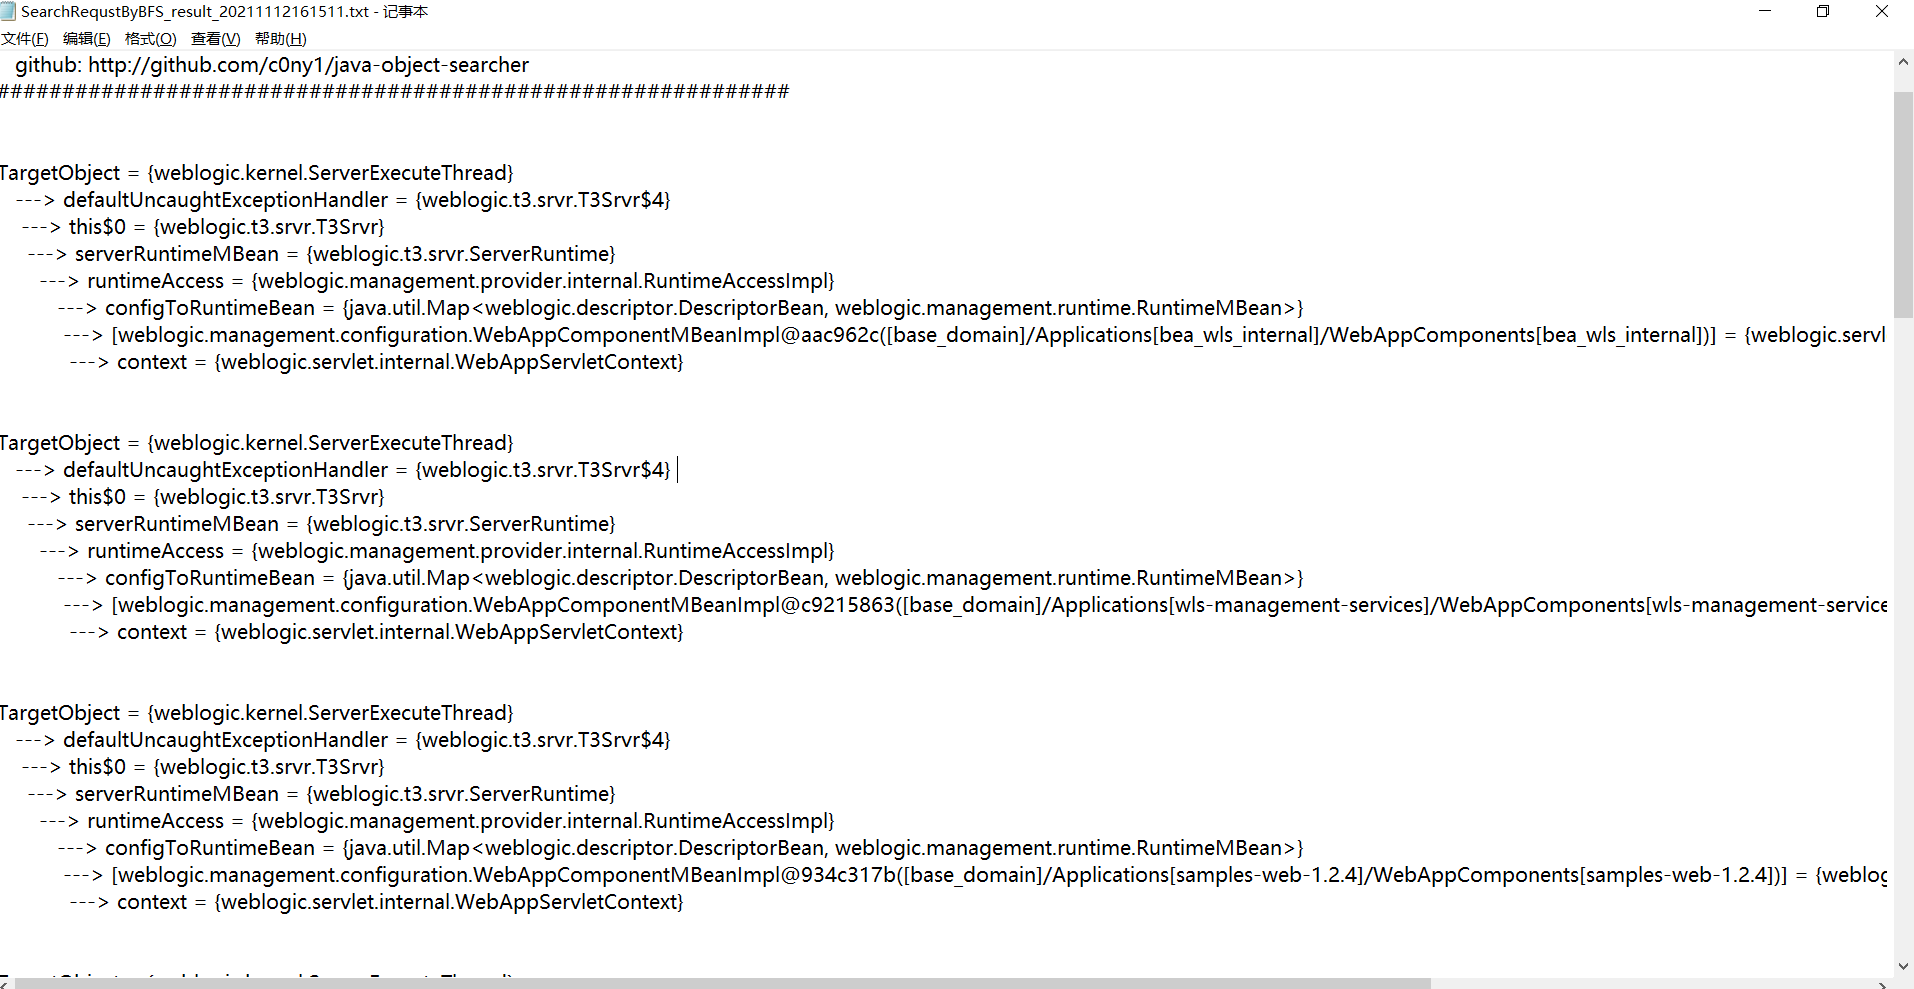 SearchRequstByBFS_result_20211112161511.txt - 记事本
文件(F) 编辑(E) 格式(O) 查看(V) 帮助(H)
github: http://github.com/c0ny1/java-object-searcher
#############################################################
TargetObject = {weblogic.kernel.ServerExecuteThread}
---> defaultUncaughtExceptionHandler = {weblogic.t3.srvr.T3Srvr$4}
---> this$0 = {weblogic.t3.srvr.T3Srvr}
---> serverRuntimeMBean = {weblogic.t3.srvr.ServerRuntime}
---> runtimeAccess = {weblogic.management.provider.internal.RuntimeAccessImpl}
---> configToRuntimeBean = {java.util.Map<weblogic.descriptor.DescriptorBean, weblogic.management.runtime.RuntimeMBean>}
---> [weblogic.management.configuration.WebAppComponentMBeanImpl@aac962c([base_domain]/Applications[bea_wls_internal]/WebAppComponents[bea_wls_internal])] = {weblogic.servl
---> context = {weblogic.servlet.internal.WebAppServletContext}
TargetObject = {weblogic.kernel.ServerExecuteThread}
---> defaultUncaughtExceptionHandler = {weblogic.t3.srvr.T3Srvr$4}
---> this$0 = {weblogic.t3.srvr.T3Srvr}
---> serverRuntimeMBean = {weblogic.t3.srvr.ServerRuntime}
---> runtimeAccess = {weblogic.management.provider.internal.RuntimeAccessImpl}
---> configToRuntimeBean = {java.util.Map<weblogic.descriptor.DescriptorBean, weblogic.management.runtime.RuntimeMBean>}
---> [weblogic.management.configuration.WebAppComponentMBeanImpl@c9215863([base_domain]/Applications[wls-management-services]/WebAppComponents[wls-management-service
---> context = {weblogic.servlet.internal.WebAppServletContext}
TargetObject = {weblogic.kernel.ServerExecuteThread}
---> defaultUncaughtExceptionHandler = {weblogic.t3.srvr.T3Srvr$4}
---> this$0 = {weblogic.t3.srvr.T3Srvr}
---> serverRuntimeMBean = {weblogic.t3.srvr.ServerRuntime}
---> runtimeAccess = {weblogic.management.provider.internal.RuntimeAccessImpl}
---> configToRuntimeBean = {java.util.Map<weblogic.descriptor.DescriptorBean, weblogic.management.runtime.RuntimeMBean>}
---> [weblogic.management.configuration.WebAppComponentMBeanImpl@934c317b([base_domain]/Applications[samples-web-1.2.4]/WebAppComponents[samples-web-1.2.4])] = {weblog
---> context = {weblogic.servlet.internal.WebAppServletContext}